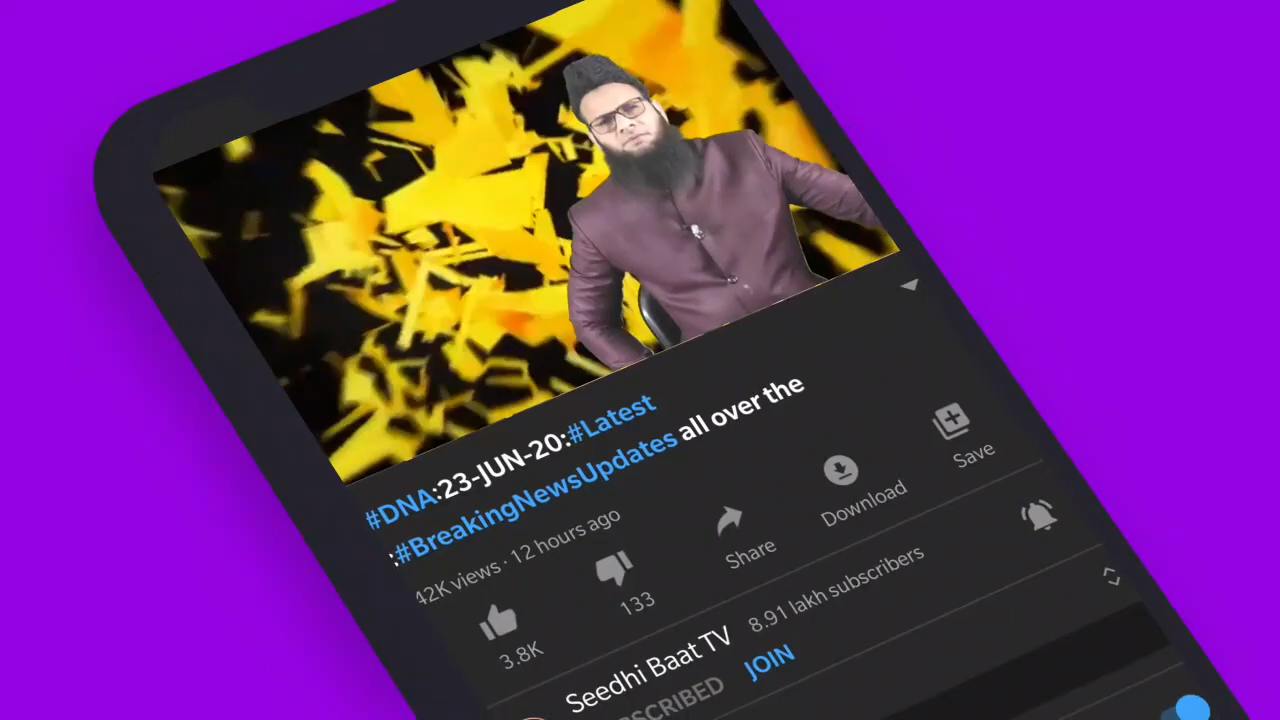 #DNA:23-JUN-20:#Latest
:#BreakingNewsUpdates all over the
42K views · 12 hours ago
3.8K
133
Share
Download
Save
Seedhi Baat TV 8.91 lakh subscribers
JOIN